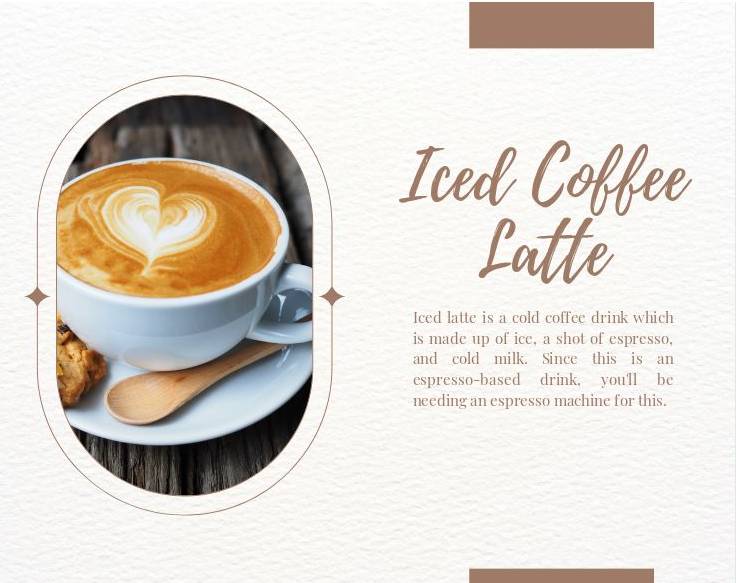 Iced Coffee
Latte
Iced latte is a cold coffee drink which
is made up of ice, a shot of espresso,
and cold milk. Since this is an
espresso-based drink, you'll be
needing an espresso machine for this.